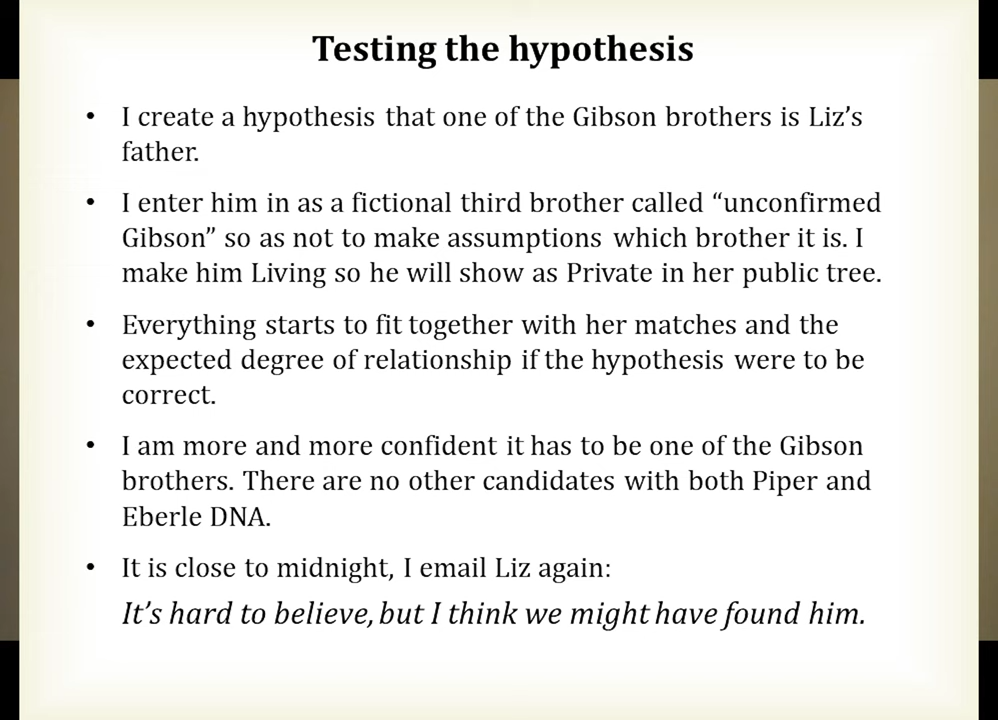 Testing the hypothesis
• I create a hypothesis that one of the Gibson brothers is Liz’s
father.
• I enter him in as a fictional third brother called “unconfirmed
Gibson” so as not to make assumptions which brother it is. I
make him Living so he will show as Private in her public tree.
• Everything starts to fit together with her matches and the
expected degree of relationship if the hypothesis were to be
correct.
• I am more and more confident it has to be one of the Gibson
brothers. There are no other candidates with both Piper and
Eberle DNA.
• It is close to midnight, I email Liz again:
It’s hard to believe, but I think we might have found him.